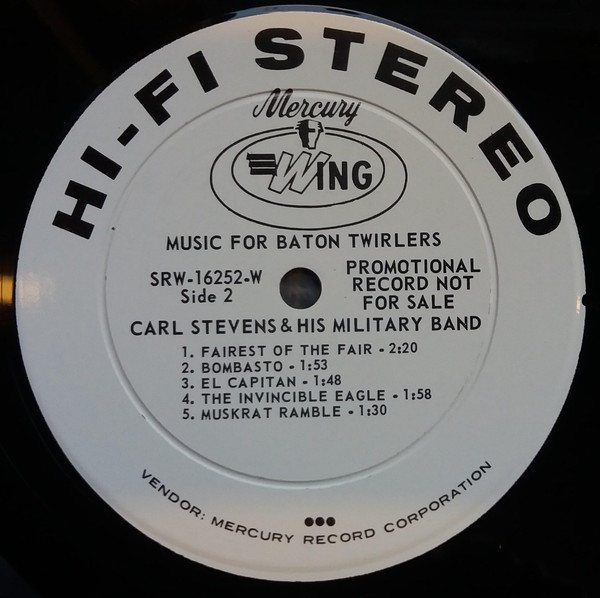 HI-FI STEREO
Mercury
WING
MUSIC FOR BATON TWIRLERS
SRW-16252-W
Side 2
PROMOTIONAL
RECORD NOT
FOR SALE
CARL STEVENS & HIS MILITARY BAND
1. FAIREST OF THE FAIR - 2:20
2. BOMBASTO - 1:53
3. EL CAPITAN - 1:48
4. THE INVINCIBLE EAGLE - 1:58
5. MUSKRAT RAMBLE - 1:30
VENDOR: MERCURY RECORD CORPORATION